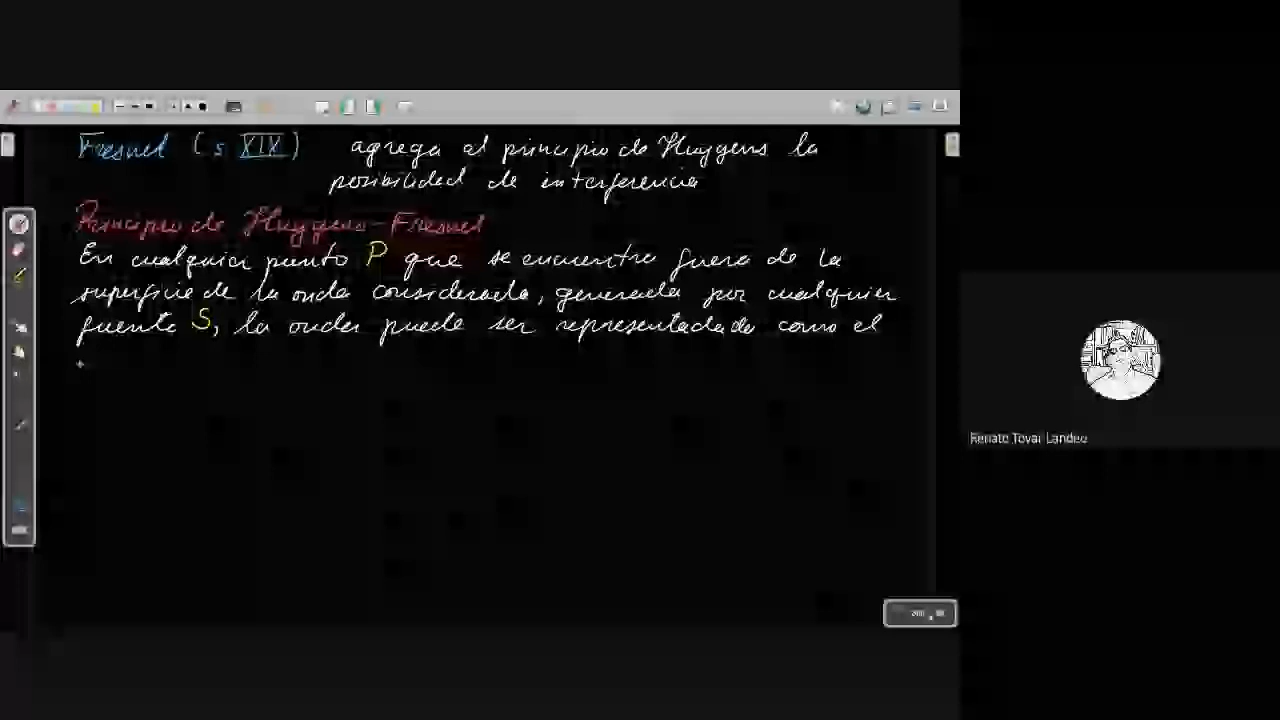 Fresnel (s XIX) agrega al principio de Huygens la
posibilidad de interferencia
Principio de Huygens-Fresnel
En cualquier punto P que se encuentra fuera de la
superficie de la onda considerada, generada por cualquier
fuente S, la onda puede ser representadada como el
Renato Tovar Landeo